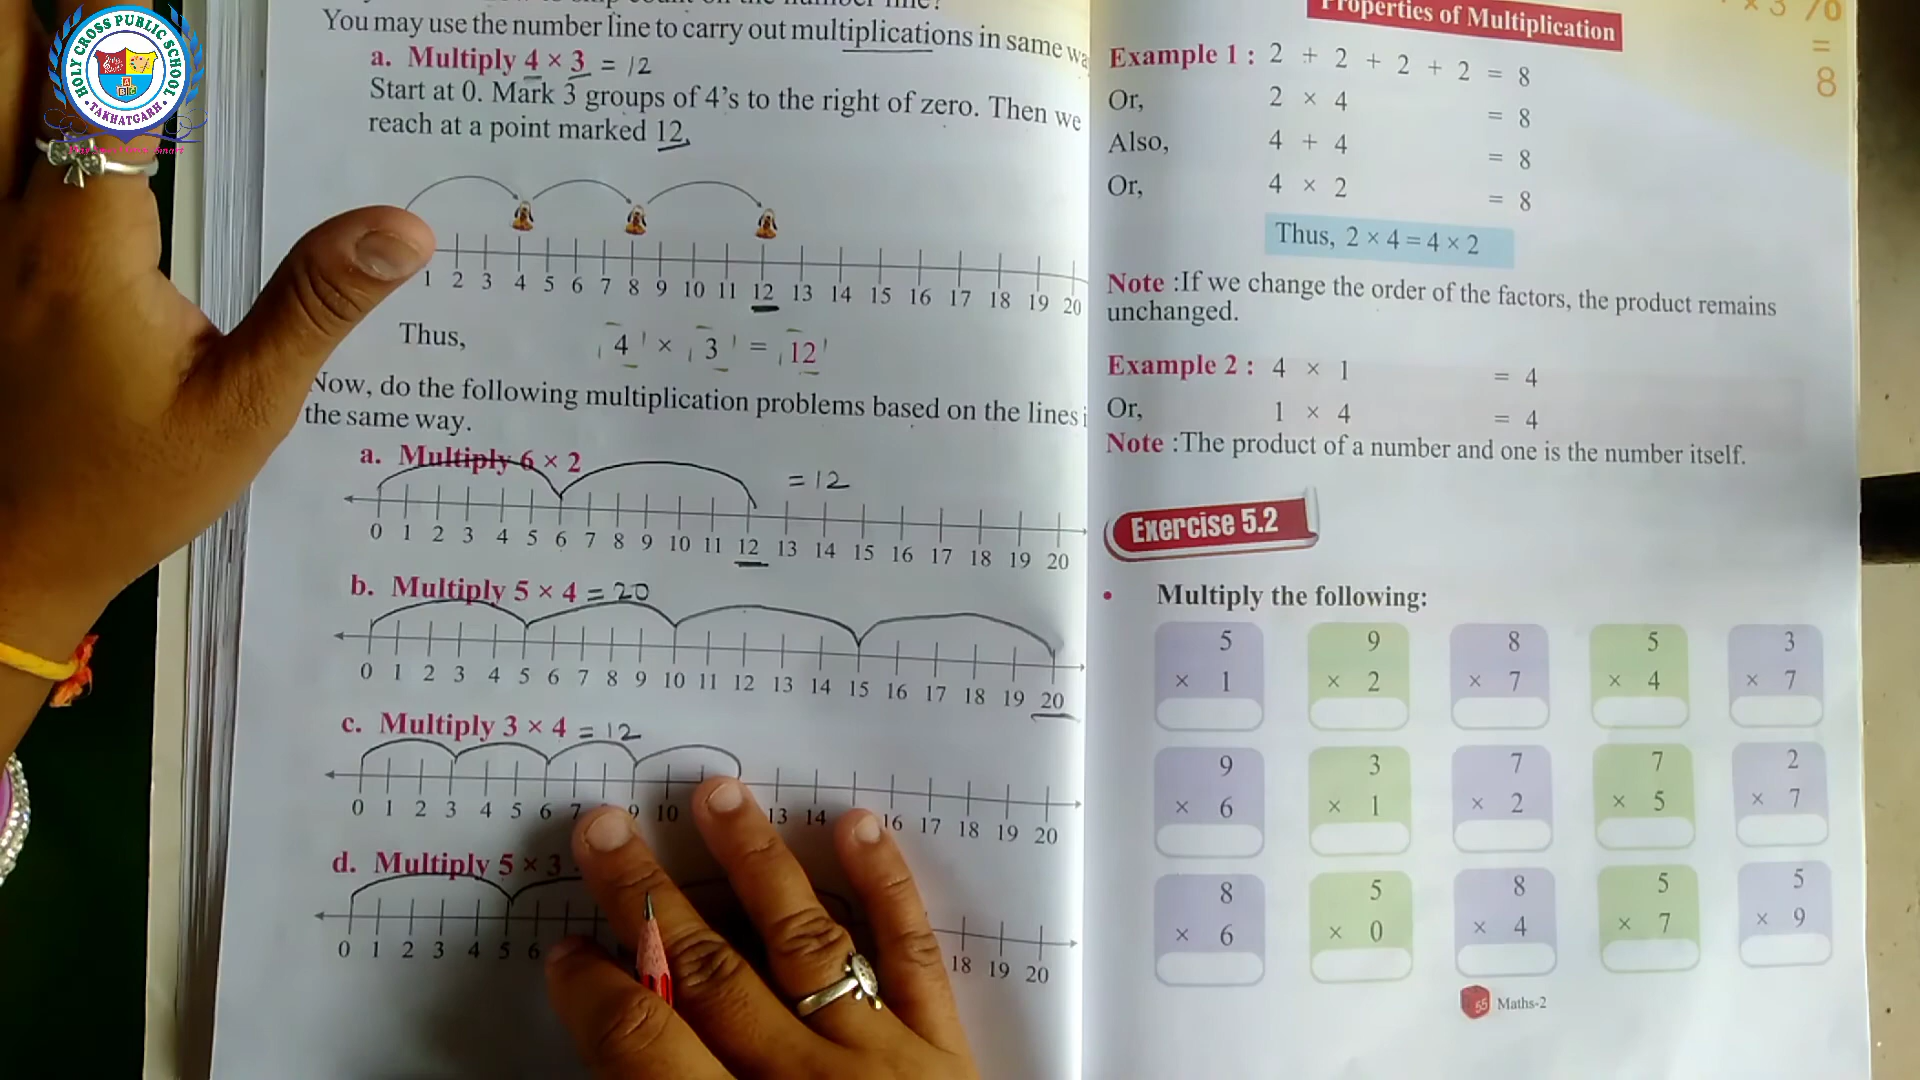 HOLY CROSS PUBLIC SCHOOL
TAKHATGARH
You may use the number line to carry out multiplications in same
a. Multiply 4 × 3 = 12
Start at 0. Mark 3 groups of 4's to the right of zero. Then we
reach at a point marked 12,
1 2 3 4 5 6 7 8 9 10 11 12 13 14 15 16 17 18 19 20
Thus, 4 × 3 = 12
Now, do the following multiplication problems based on the lines
the same way.
a. Multiply 6 × 2 = 12
0 1 2 3 4 5 6 7 8 9 10 11 12 13 14 15 16 17 18 19 20
b. Multiply 5 × 4 = 20
0 1 2 3 4 5 6 7 8 9 10 11 12 13 14 15 16 17 18 19 20
c. Multiply 3 × 4 = 12
0 1 2 3 4 5 6 7 9 10 13 14 16 17 18 19 20
d. Multiply 5 × 3
0 1 2 3 4 5 6 18 19 20
Properties of Multiplication
= 8
Example 1 : 2 + 2 + 2 + 2 = 8
Or, 2 × 4 = 8
Also, 4 + 4 = 8
Or, 4 × 2 = 8
Thus, 2 × 4 = 4 × 2
Note :If we change the order of the factors, the product remains
unchanged.
Example 2 : 4 × 1 = 4
Or, 1 × 4 = 4
Note :The product of a number and one is the number itself.
Exercise 5.2
• Multiply the following:
5 9 8 5 3
× 1 × 2 × 7 × 4 × 7
9 3 7 7 2
× 6 × 1 × 2 × 5 × 7
8 5 8 5 5
× 6 × 0 × 4 × 7 × 9
55 Maths-2